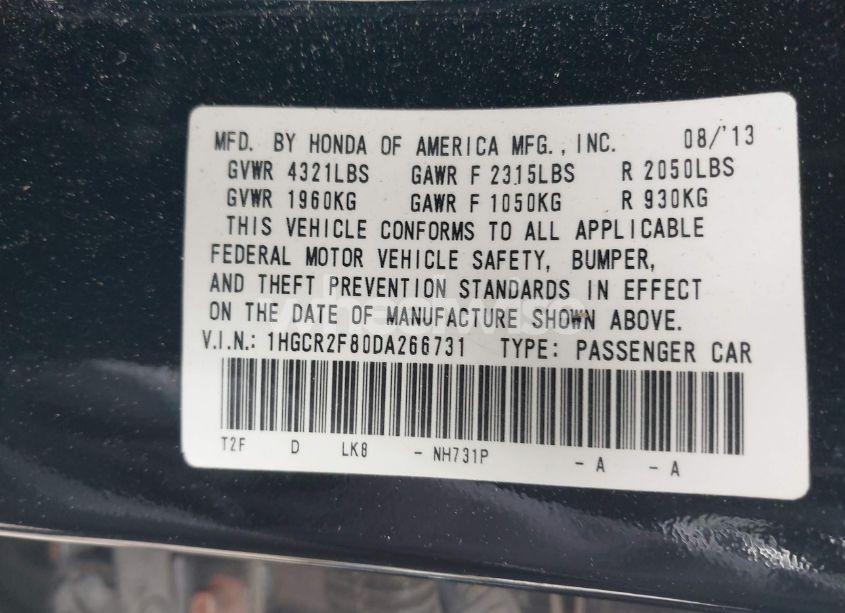 MFD. BY HONDA OF AMERICA MFG., INC. 08/'13
GVWR 4321LBS GAWR F 2315LBS R 2050LBS
GVWR 1960KG GAWR F 1050KG R 930KG
THIS VEHICLE CONFORMS TO ALL APPLICABLE
FEDERAL MOTOR VEHICLE SAFETY, BUMPER,
AND THEFT PREVENTION STANDARDS IN EFFECT
ON THE DATE OF MANUFACTURE SHOWN ABOVE.
V.I.N.: 1HGCR2F80DA266731 TYPE: PASSENGER CAR
T2F D LK8 - NH731P - A - A